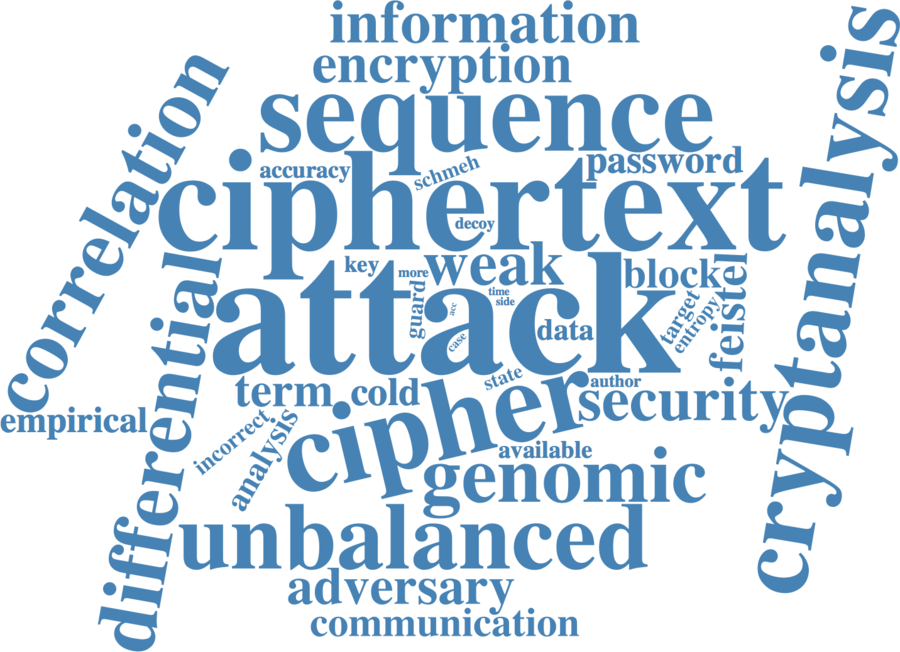 information
encryption
sequence
correlation
cryptanalysis
accuracy
schmeh
password
ciphertext
decoy
key
more
weak
block
feistel
differential
guard
time
side
acc
attack
case
data
target
entropy
term
cold
state
author
empirical
incorrect
analysis
cipher
security
available
genomic
unbalanced
adversary
communication